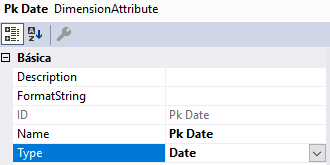 Pk Date DimensionAttribute
Básica
Description
FormatString
ID Pk Date
Name Pk Date
Type Date